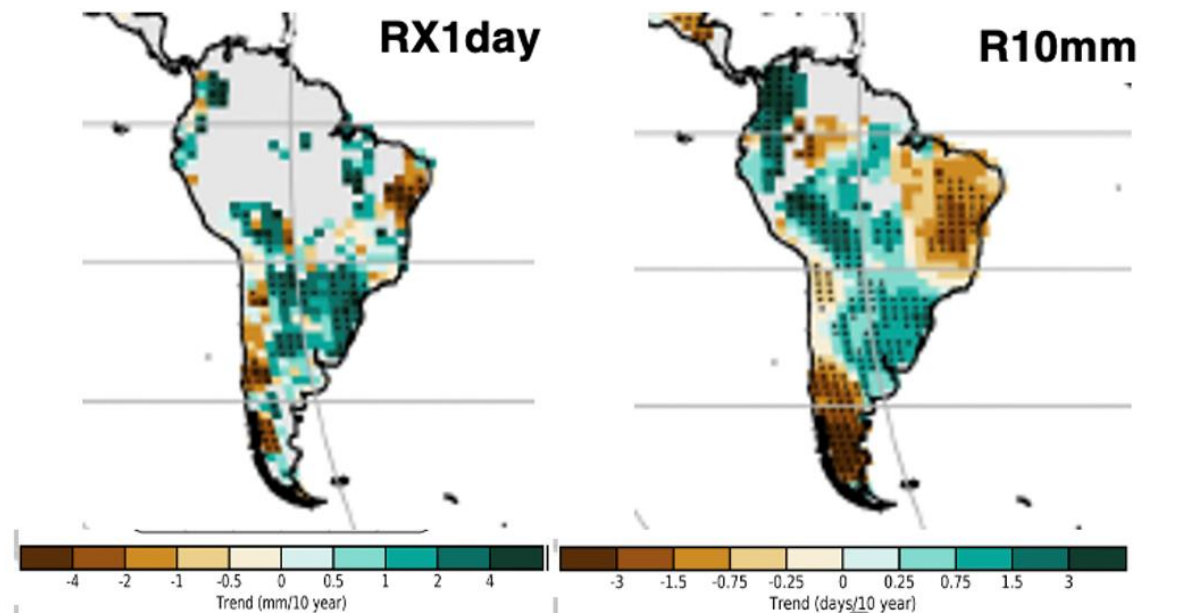 RX1day
R10mm
-4 -2 -1 -0.5 0 0.5 1 2 4
Trend (mm/10 year)
-3 -1.5 -0.75 -0.25 0 0.25 0.75 1.5 3
Trend (days/10 year)